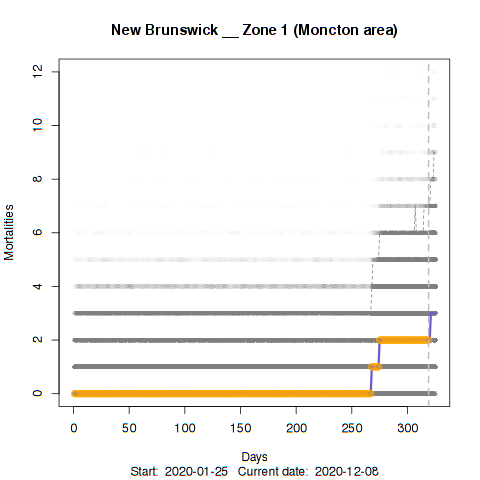 New Brunswick __ Zone 1 (Moncton area)
12
10
8
6
4
2
0
Mortalities
0 50 100 150 200 250 300
Days
Start: 2020-01-25 Current date: 2020-12-08